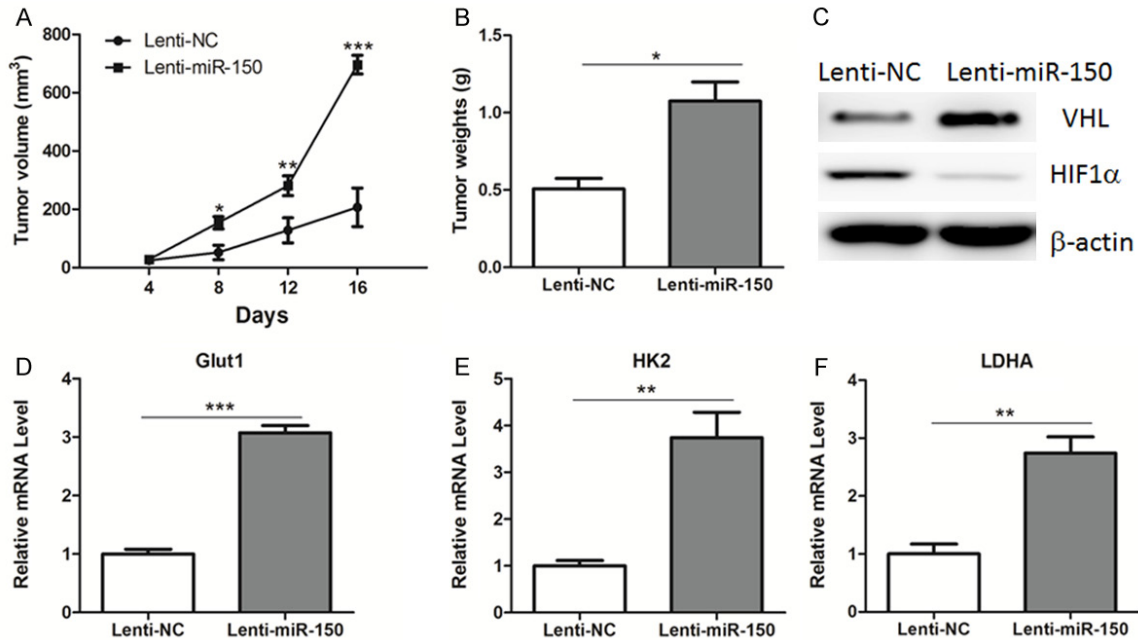 A
Tumor volume (mm³)
800
600
400
200
0
Lenti-NC
Lenti-miR-150
*
**
***
4 8 12 16
Days
B
Tumor weights (g)
1.5
1.0
0.5
0.0
*
Lenti-NC Lenti-miR-150
C
Lenti-NC Lenti-miR-150
VHL
HIF1α
β-actin
D
Glut1
Relative mRNA Level
4
3
2
1
0
***
Lenti-NC Lenti-miR-150
E
HK2
Relative mRNA Level
5
4
3
2
1
0
**
Lenti-NC Lenti-miR-150
F
LDHA
Relative mRNA Level
4
3
2
1
0
**
Lenti-NC Lenti-miR-150